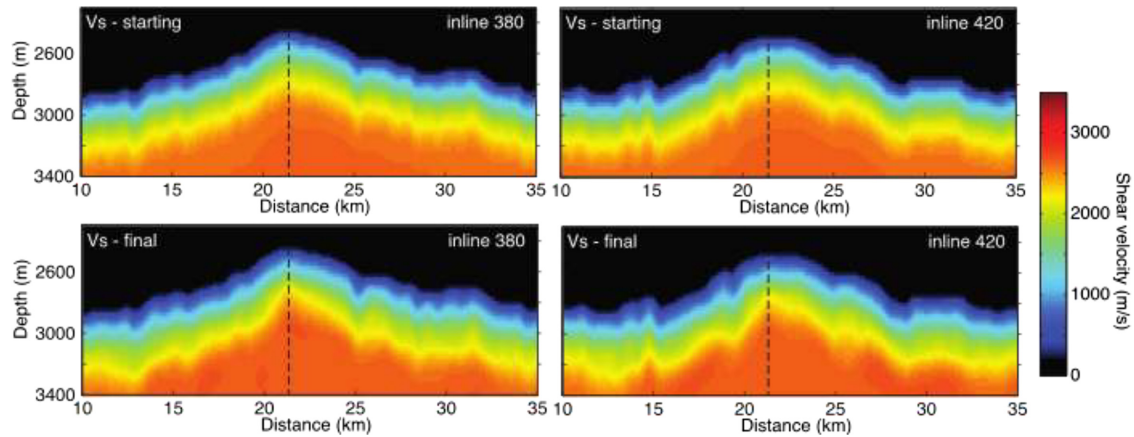 Vs - starting inline 380
Vs - starting inline 420
Depth (m)
2600
3000
3400
10 15 20 25 30 35
10 15 20 25 30 35
Distance (km)
Distance (km)
Vs - final inline 380
Vs - final inline 420
Depth (m)
2600
3000
3400
10 15 20 25 30 35
10 15 20 25 30 35
Distance (km)
Distance (km)
3000
2000
1000
0
Shear velocity (m/s)